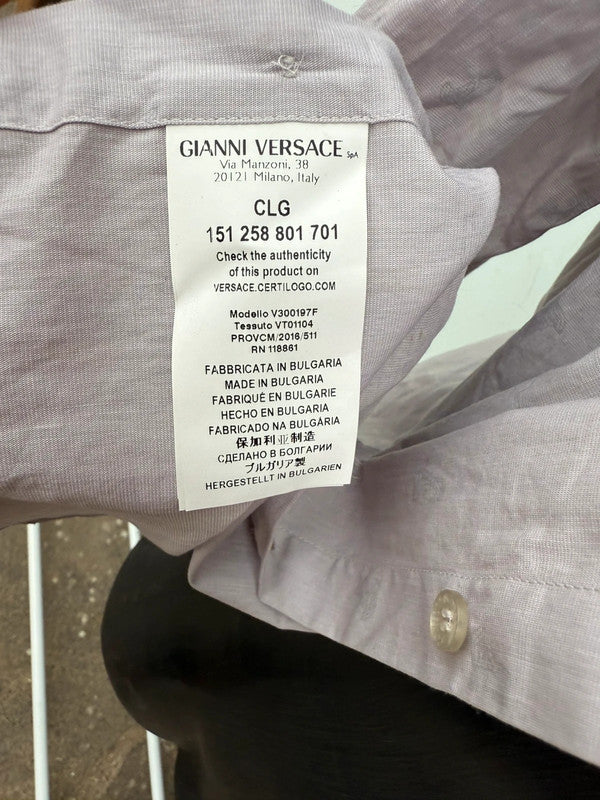 GIANNI VERSACE SpA
Via Manzoni, 38
20121 Milano, Italy
CLG
151 258 801 701
Check the authenticity
of this product on
VERSACE.CERTILOGO.COM
Modello V300197F
Tessuto VT01104
PROVCM/2016/511
RN 118861
FABBRICATA IN BULGARIA
MADE IN BULGARIA
FABRIQUÉ EN BULGARIE
HECHO EN BULGARIA
FABRICADO NA BULGÁRIA
保加利亚制造
СДЕЛАНО В БОЛГАРИИ
ブルガリア製
HERGESTELLT IN BULGARIEN